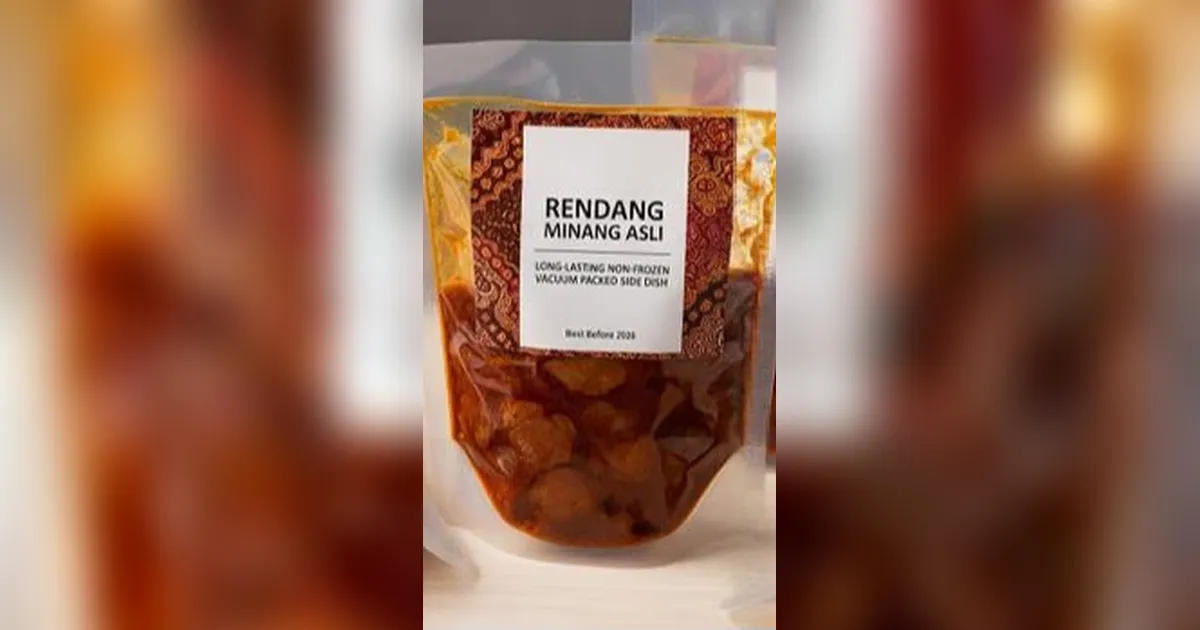 RENDANG
MINANG ASLI
LONG-LASTING NON-FROZEN
VACUUM PACKED SIDE DISH
Best Before 2026